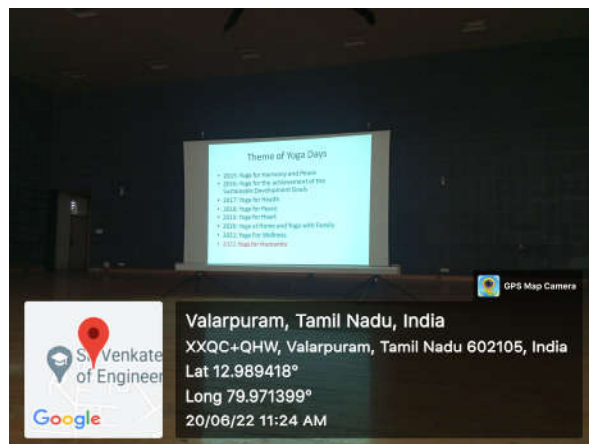 Theme of Yoga Days
• 2015: Yoga for Harmony and Peace
• 2016: Yoga for the achievement of the
Sustainable Development Goals
• 2017: Yoga for Health
• 2018: Yoga for Peace
• 2019: Yoga for Heart
• 2020: Yoga at Home and Yoga with Family
• 2021: Yoga For Wellness
• 2022: Yoga for Humanity
GPS Map Camera
Venkate
of Engineer
Google
Valarpuram, Tamil Nadu, India
XXQC+QHW, Valarpuram, Tamil Nadu 602105, India
Lat 12.989418°
Long 79.971399°
20/06/22 11:24 AM